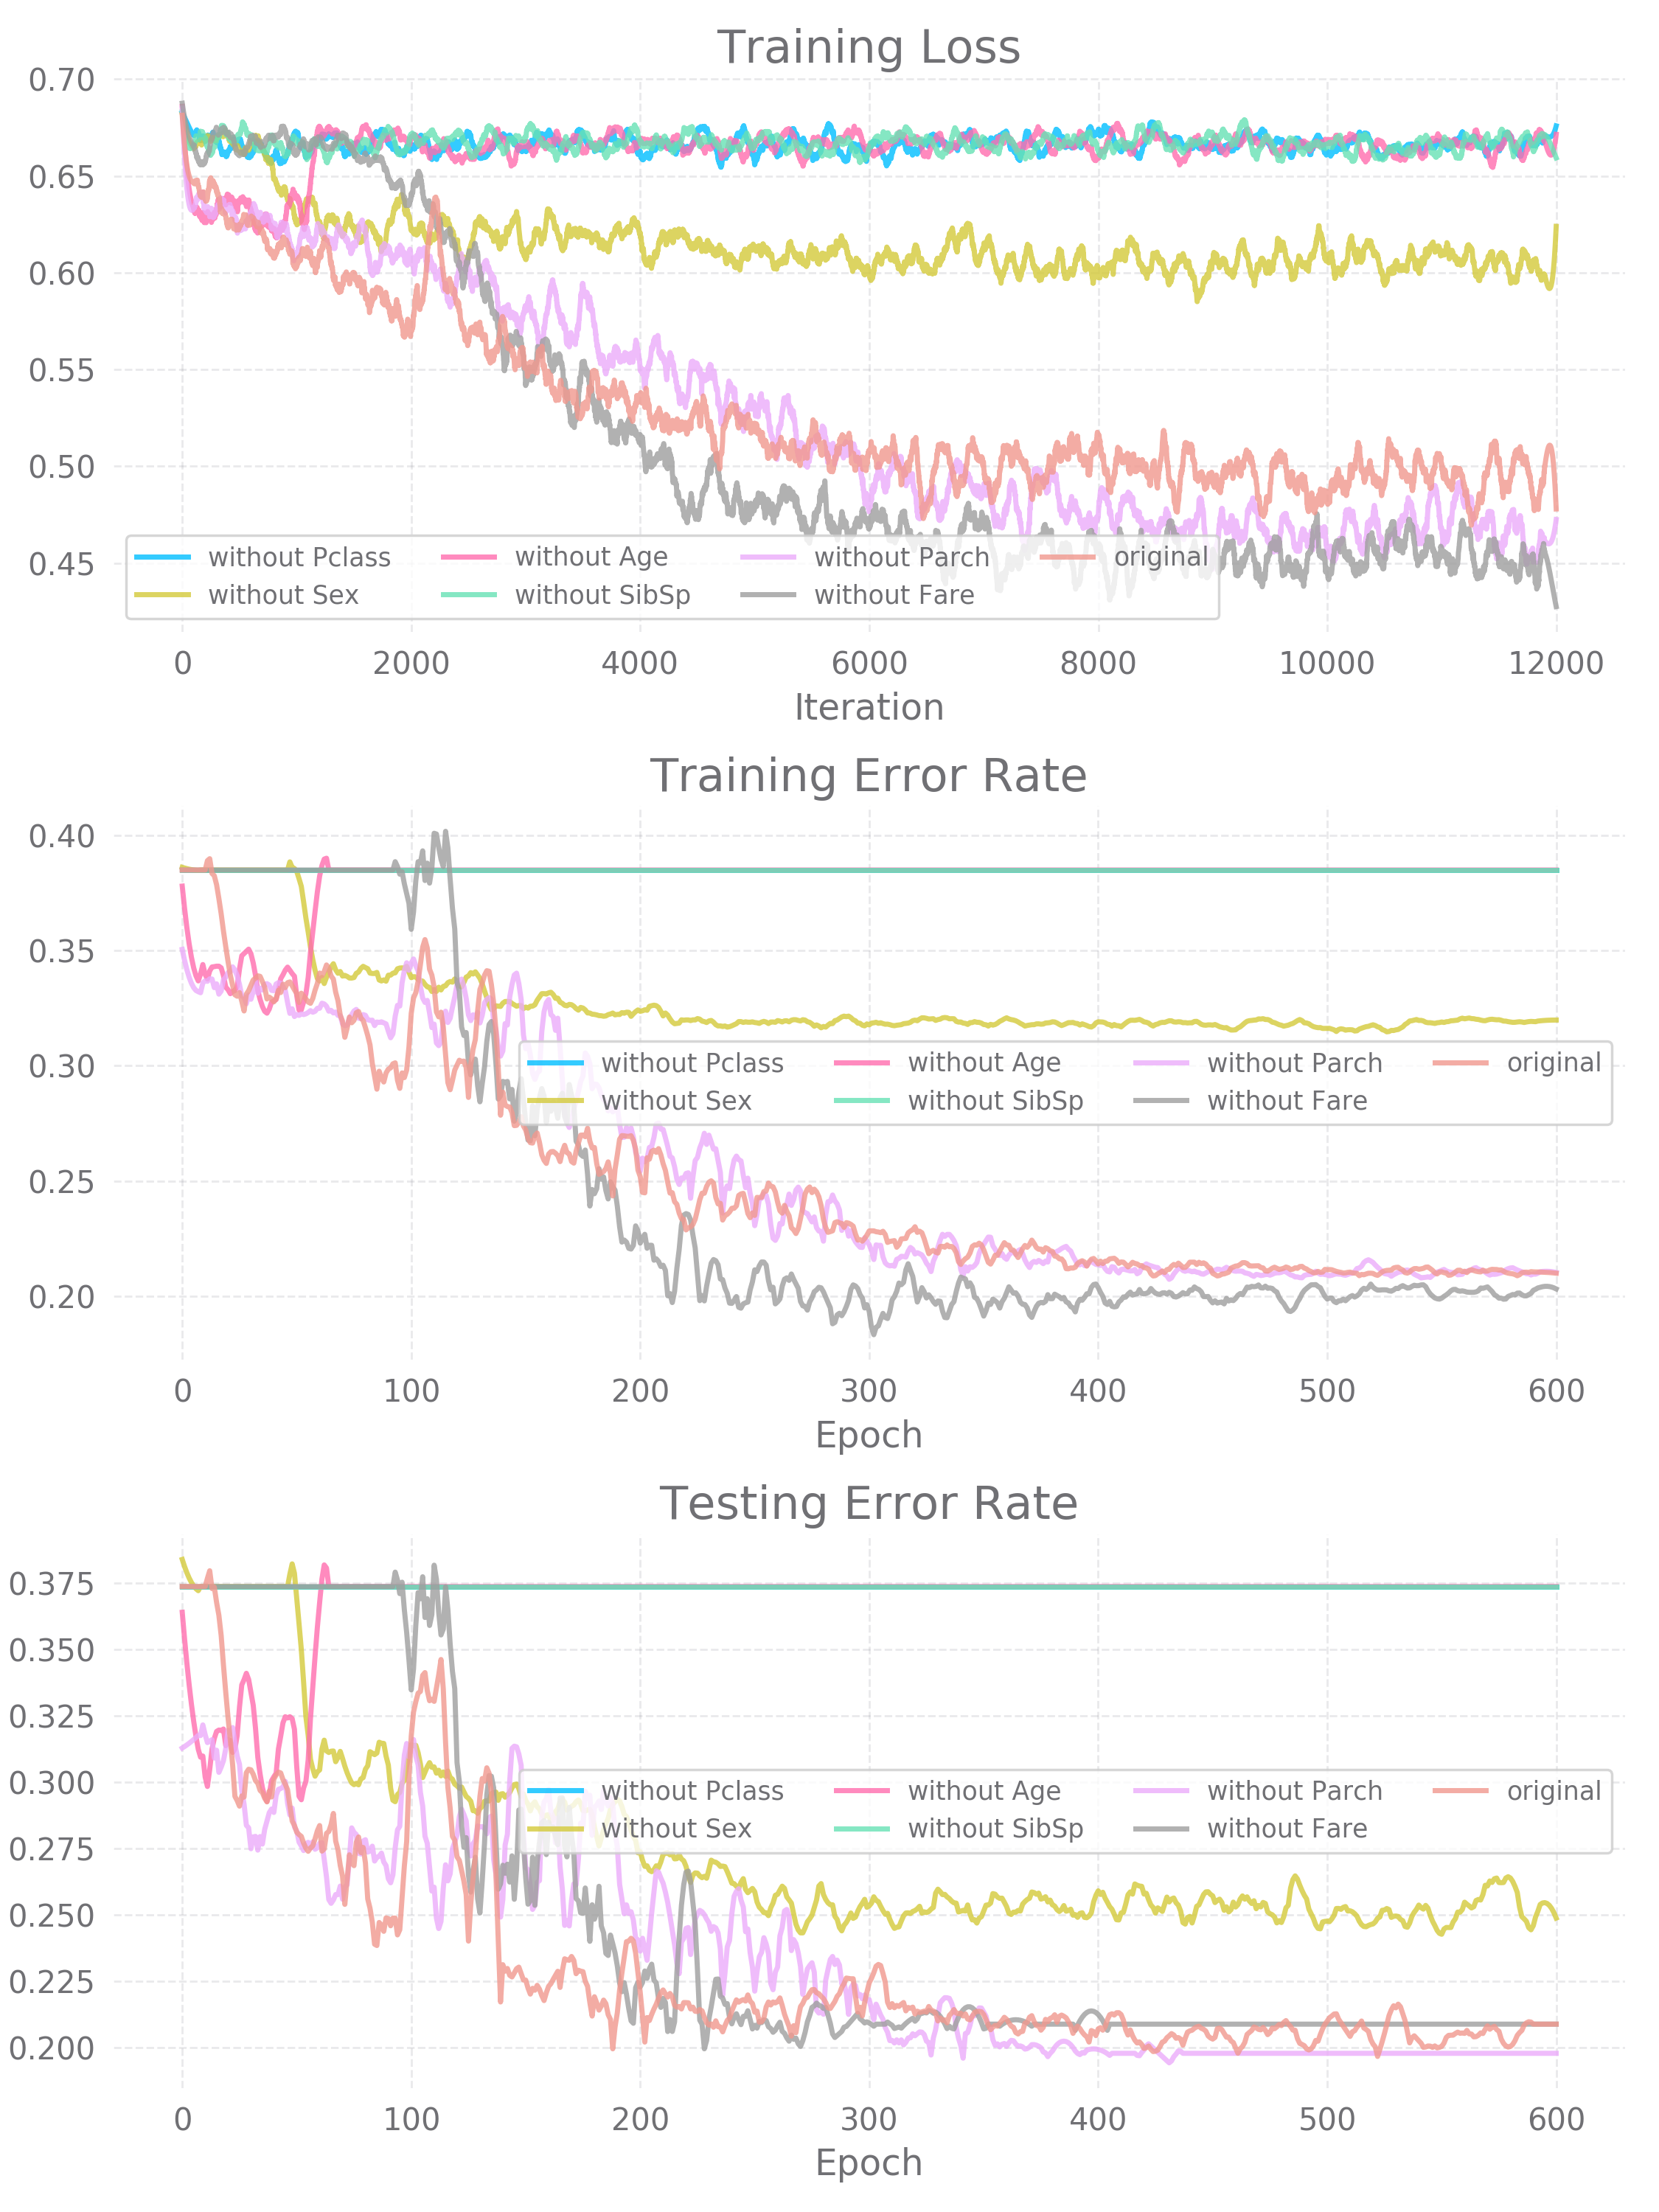 Training Loss
0.70
0.65
0.60
0.55
0.50
0.45
without Pclass without Age without Parch original
without Sex without SibSp without Fare
0 2000 4000 6000 8000 10000 12000
Iteration
Training Error Rate
0.40
0.35
0.30
0.25
0.20
without Pclass without Age without Parch original
without Sex without SibSp without Fare
0 100 200 300 400 500 600
Epoch
Testing Error Rate
0.375
0.350
0.325
0.300
0.275
0.250
0.225
0.200
without Pclass without Age without Parch original
without Sex without SibSp without Fare
0 100 200 300 400 500 600
Epoch